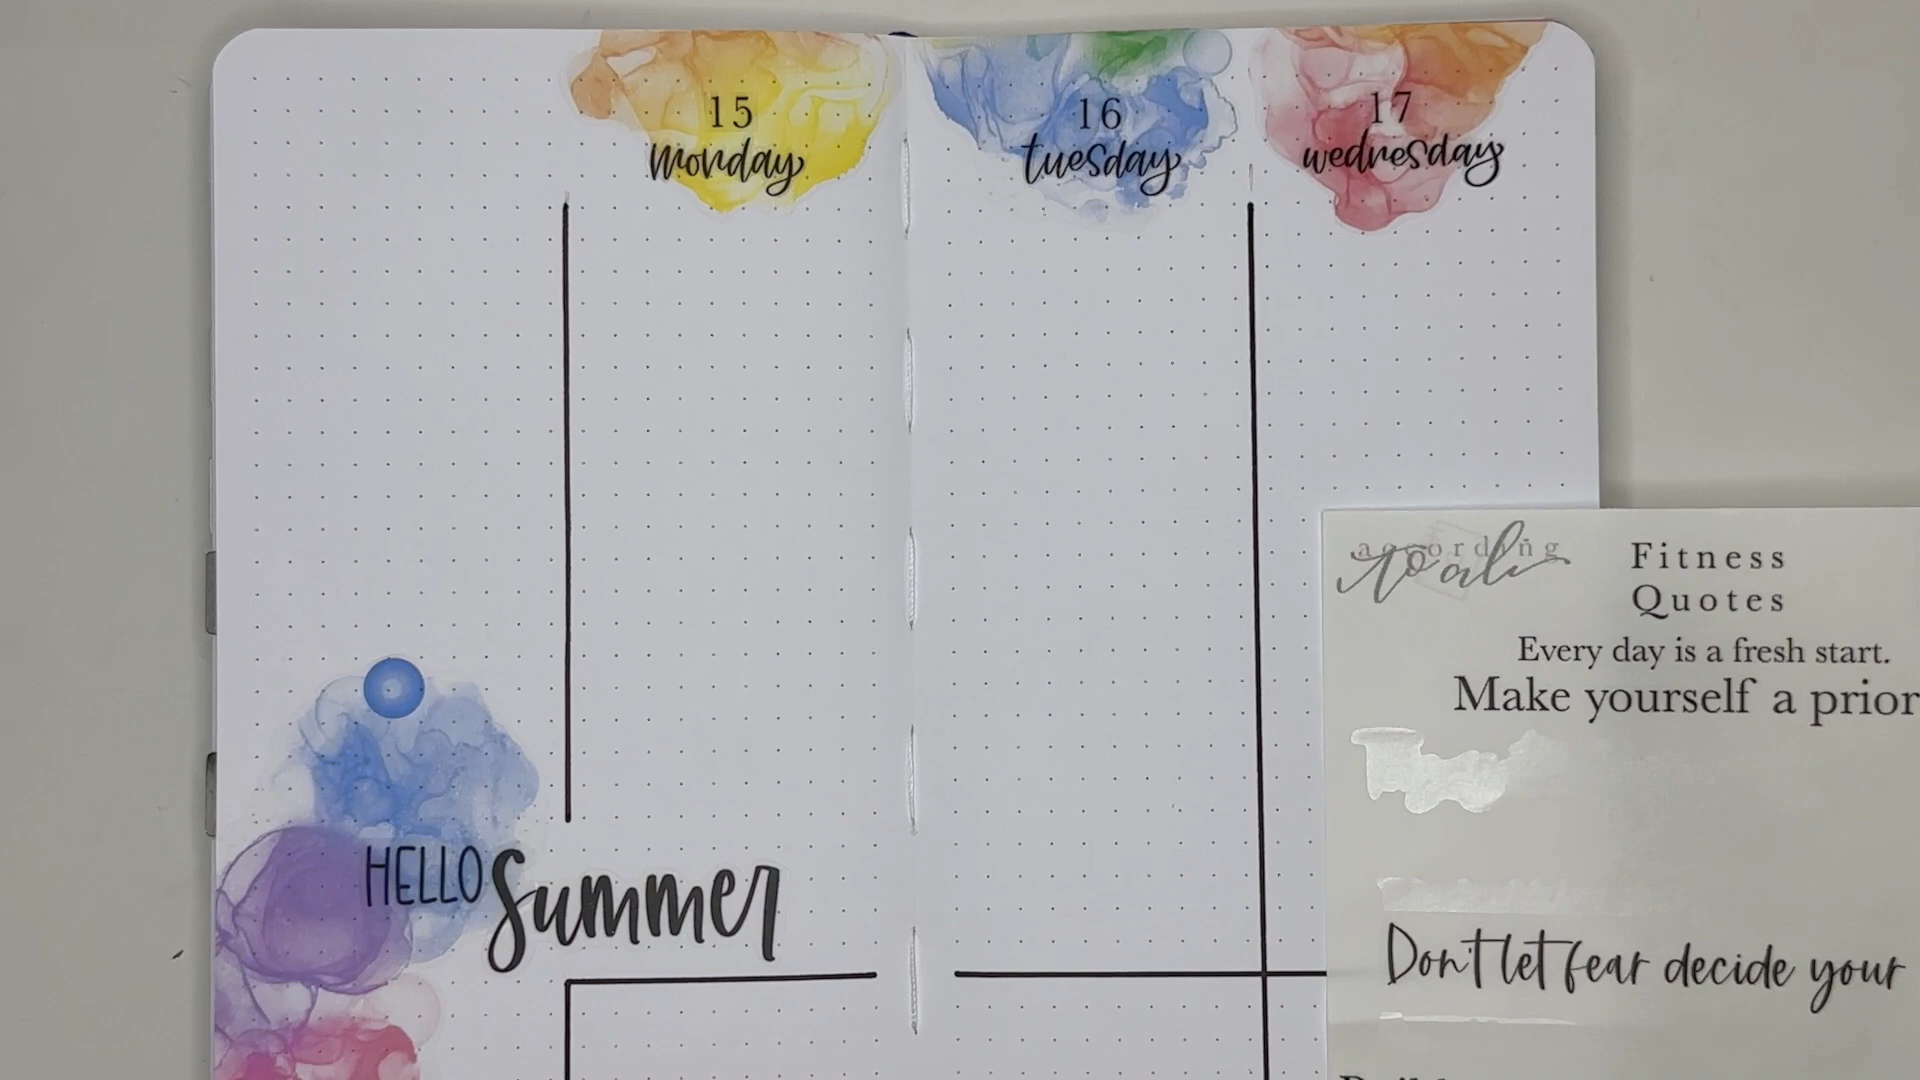 15
monday
16
tuesday
17
wednesday
HELLO summer
according
to ali
Fitness
Quotes
Every day is a fresh start.
Make yourself a prior
Don't let fear decide your